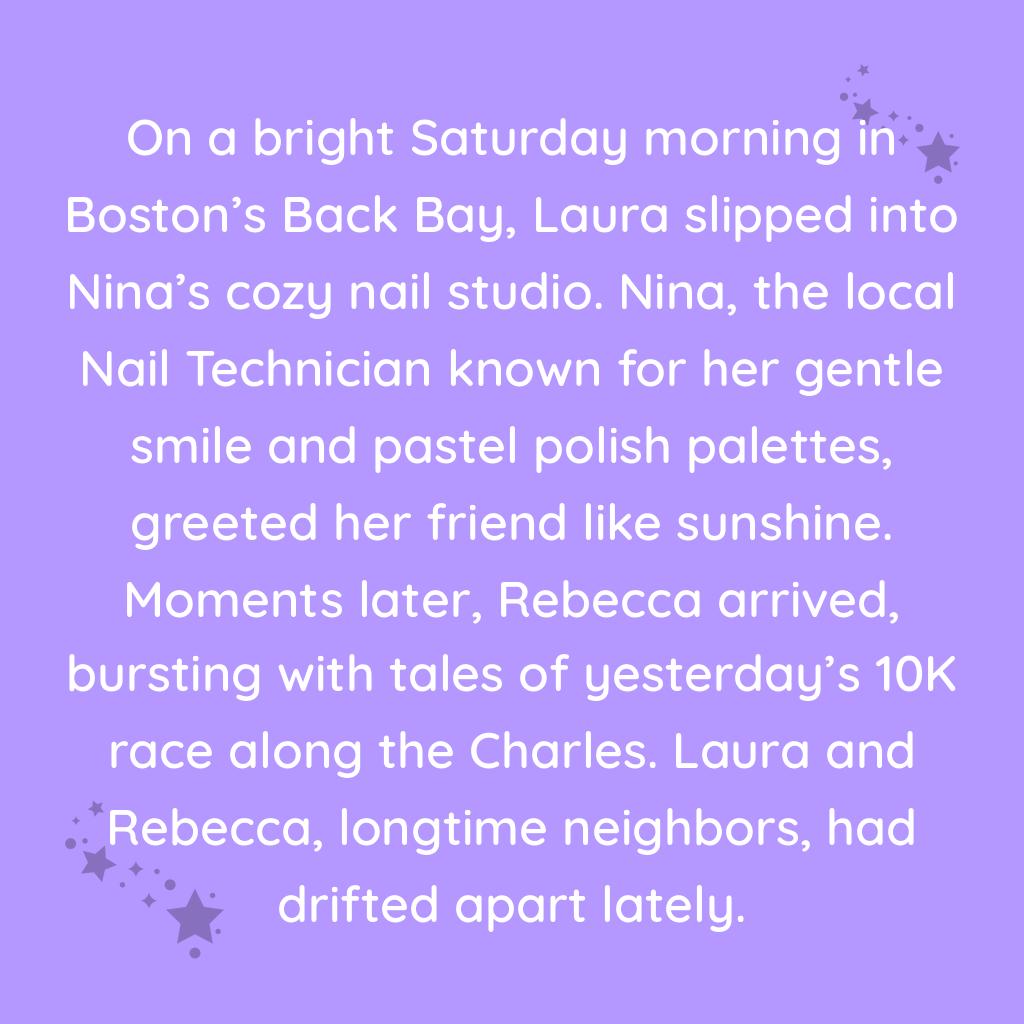 On a bright Saturday morning in
Boston’s Back Bay, Laura slipped into
Nina’s cozy nail studio. Nina, the local
Nail Technician known for her gentle
smile and pastel polish palettes,
greeted her friend like sunshine.
Moments later, Rebecca arrived,
bursting with tales of yesterday’s 10K
race along the Charles. Laura and
Rebecca, longtime neighbors, had
drifted apart lately.